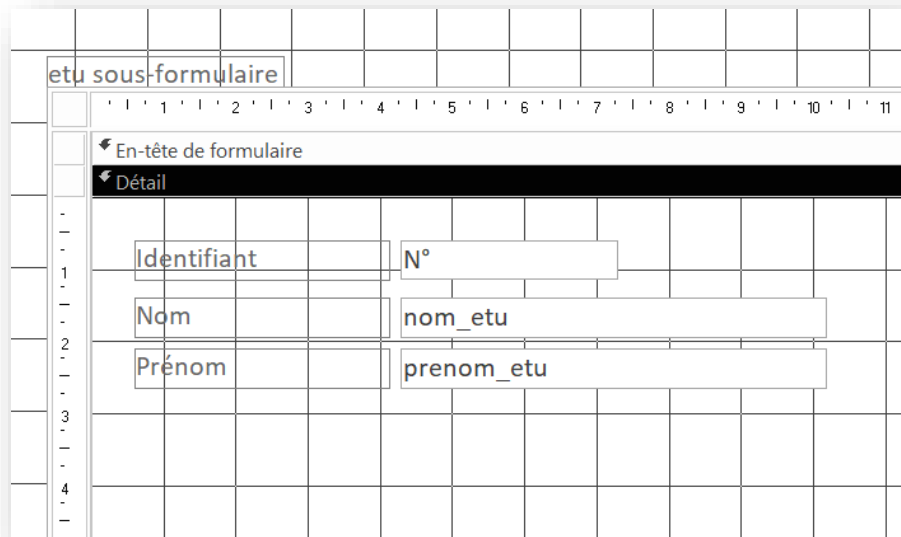 etu sous-formulaire
1 2 3 4 5 6 7 8 9 10 11
En-tête de formulaire
Détail
Identifiant N°
1
Nom nom_etu
2
Prénom prenom_etu
3
4